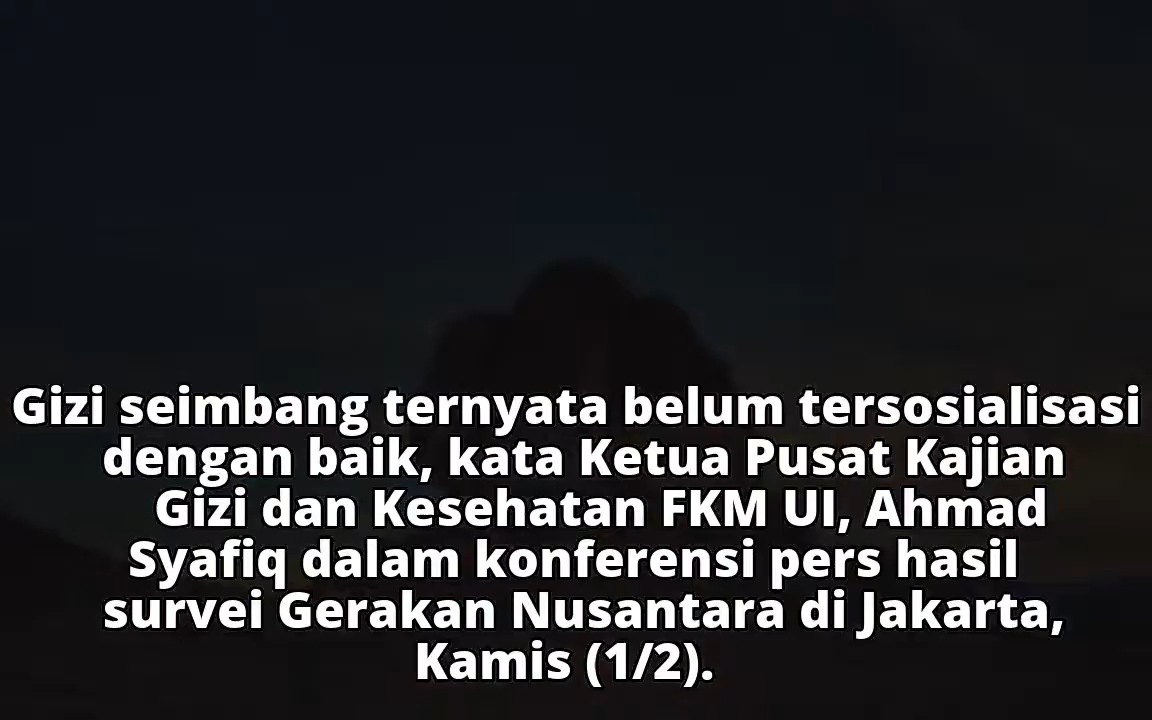 Gizi seimbang ternyata belum tersosialisasi
dengan baik, kata Ketua Pusat Kajian
Gizi dan Kesehatan FKM UI, Ahmad
Syafiq dalam konferensi pers hasil
survei Gerakan Nusantara di Jakarta,
Kamis (1/2).